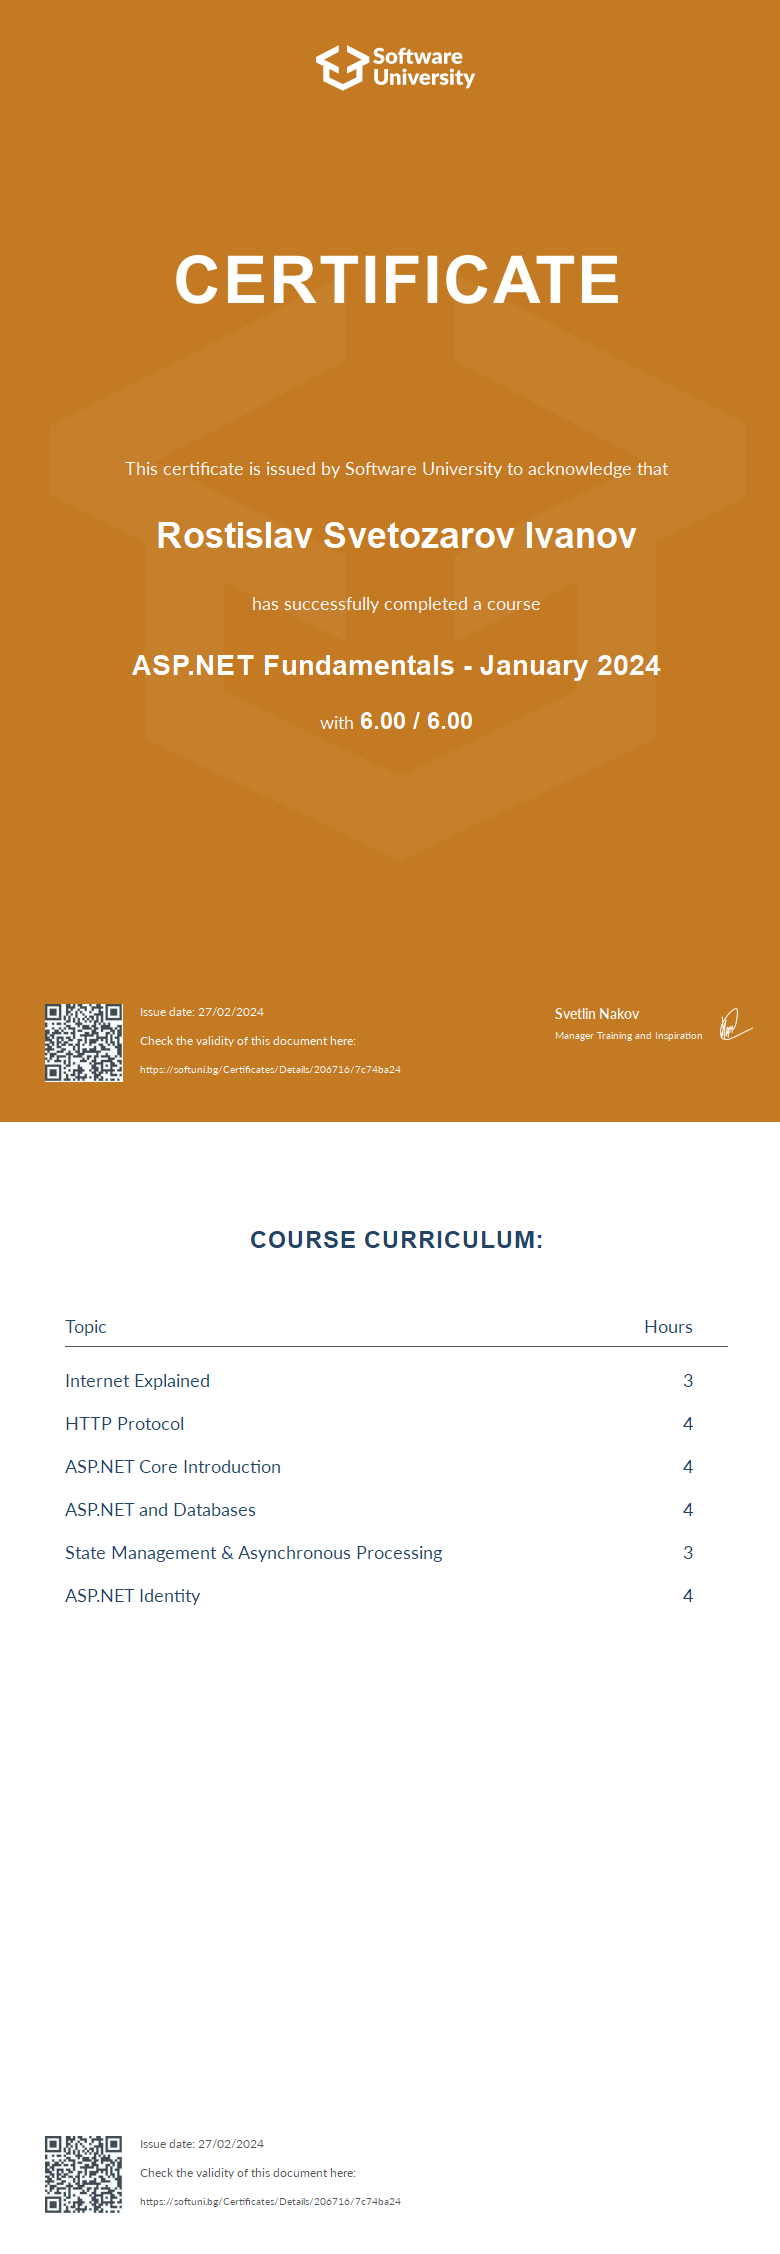 Software
University
CERTIFICATE
This certificate is issued by Software University to acknowledge that
Rostislav Svetozarov Ivanov
has successfully completed a course
ASP.NET Fundamentals - January 2024
with 6.00 / 6.00
Issue date: 27/02/2024
Check the validity of this document here:
https://softuni.bg/Certificates/Details/206716/7c74ba24
Svetlin Nakov
Manager Training and Inspiration
COURSE CURRICULUM:
Topic Hours
Internet Explained 3
HTTP Protocol 4
ASP.NET Core Introduction 4
ASP.NET and Databases 4
State Management & Asynchronous Processing 3
ASP.NET Identity 4
Issue date: 27/02/2024
Check the validity of this document here:
https://softuni.bg/Certificates/Details/206716/7c74ba24